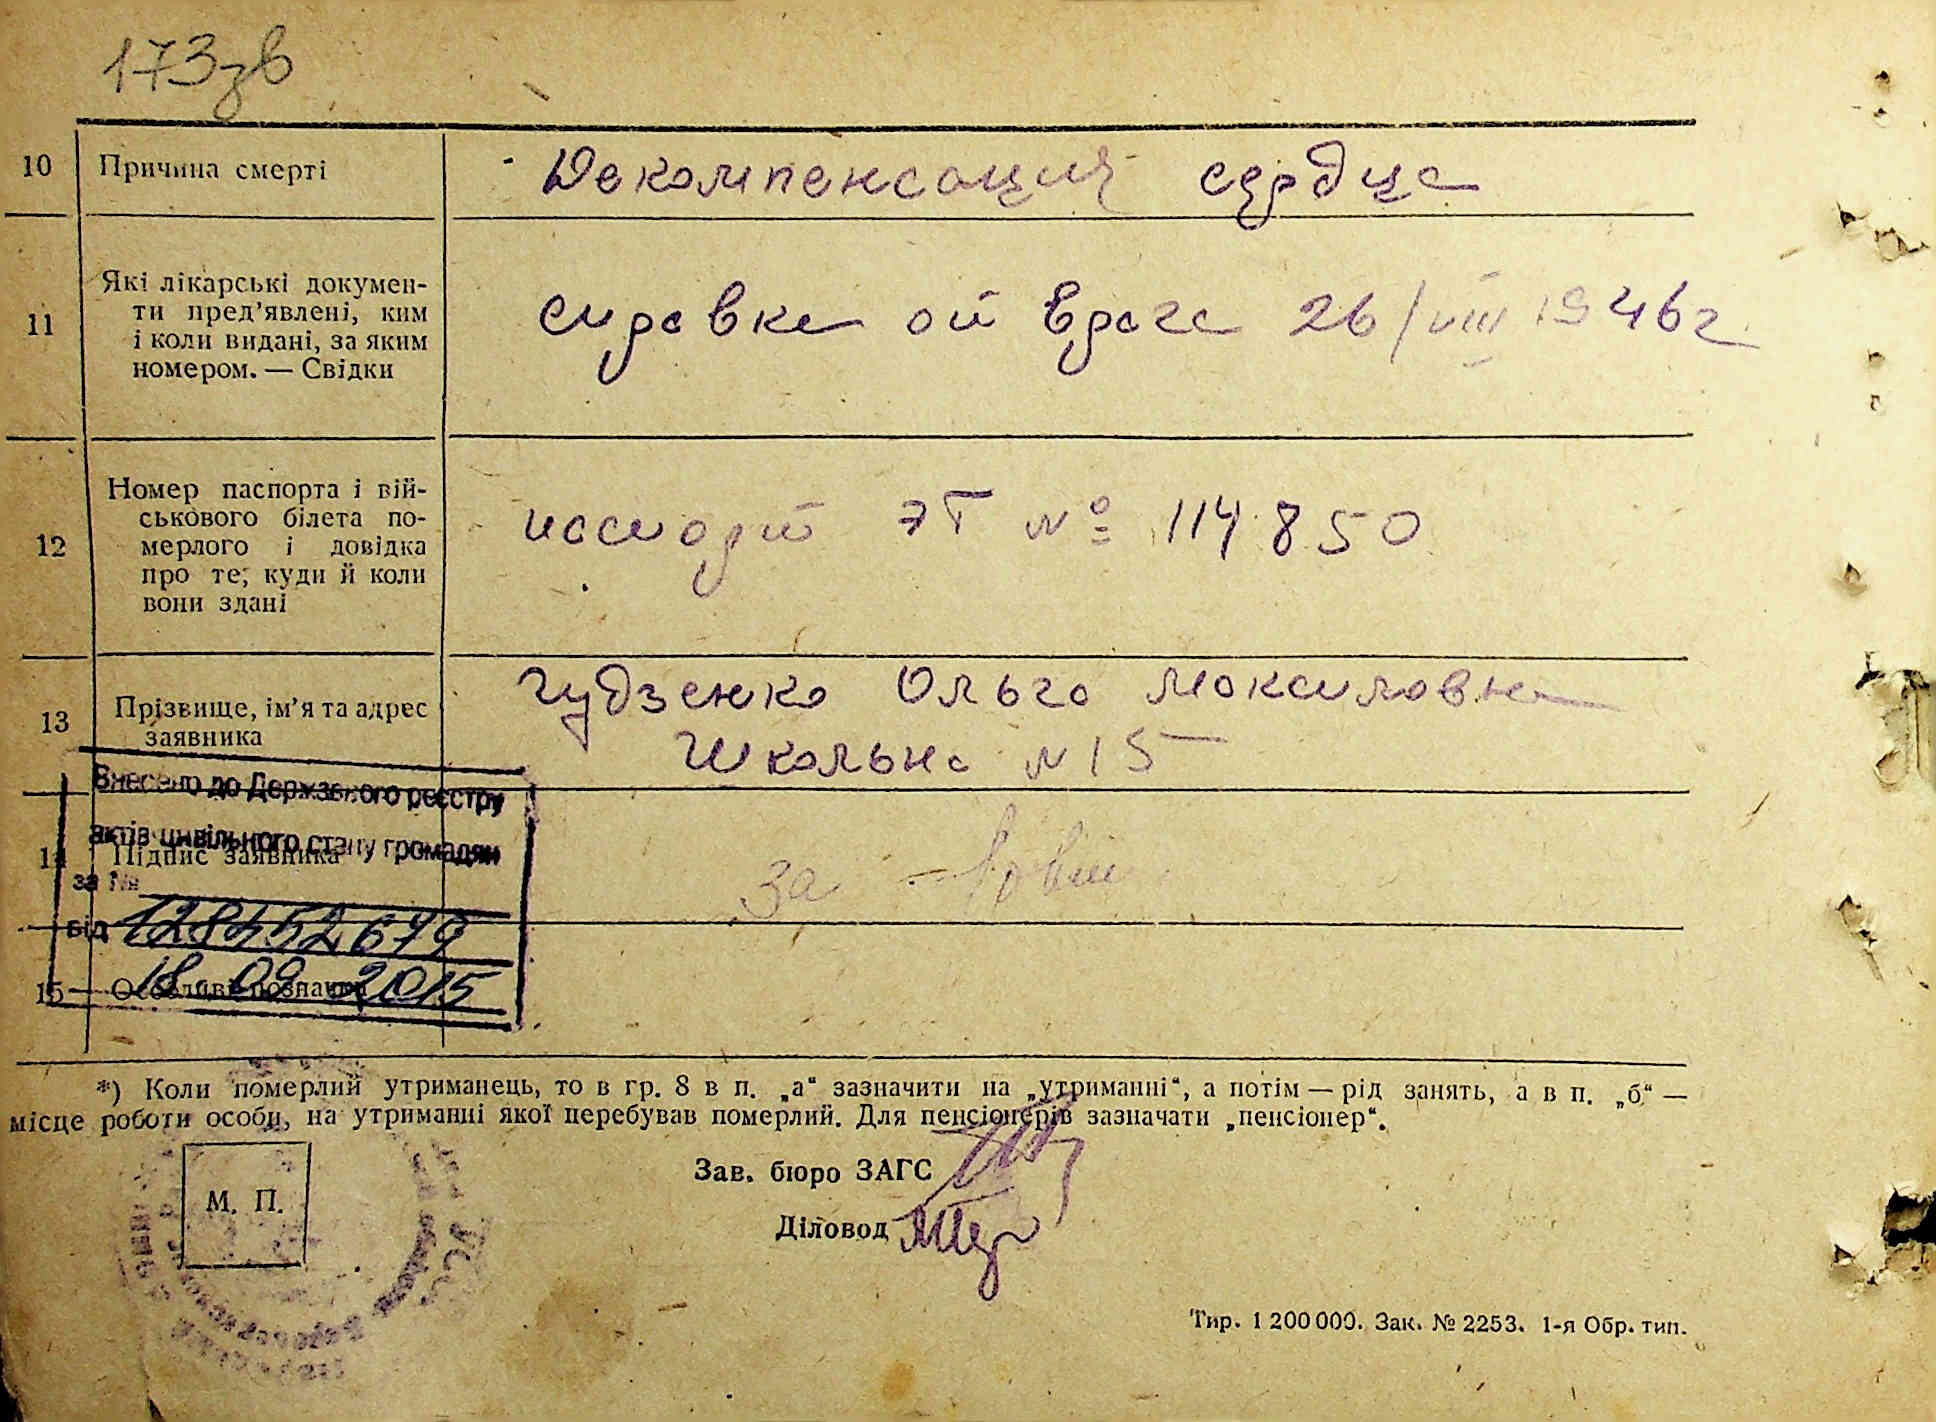 173зв
10 Причина смерті Декомпенсация сердца
11 Які лікарські докумен-
ти пред’явлені, ким
і коли видані, за яким
номером. — Свідки
справка от врача 26/VIII 1946г
12 Номер паспорта і вій-
ськового білета по-
мерлого і довідка
про те, куди й коли
вони здані
паспорт ЭТ № 114850
13 Прізвище, ім’я та адрес
заявника
Гудзенко Ольга Максимовна
Школьна N 15
Внесено до Державного реєстру
актів цивільного стану громадян
14 Підпис заявника
за №
від
18 09 2015
15 Особливі позначки
*) Коли померлий утриманець, то в гр. 8 в п. „а“ зазначити на „утриманні“, а потім — рід занять, а в п. „б“ —
місце роботи особи, на утриманні якої перебував померлий. Для пенсіонерів зазначати „пенсіонер“.
М. П.
Зав. бюро ЗАГС
Діловод
Тир. 1 200 000. Зак. № 2253. 1-я Обр. тип.